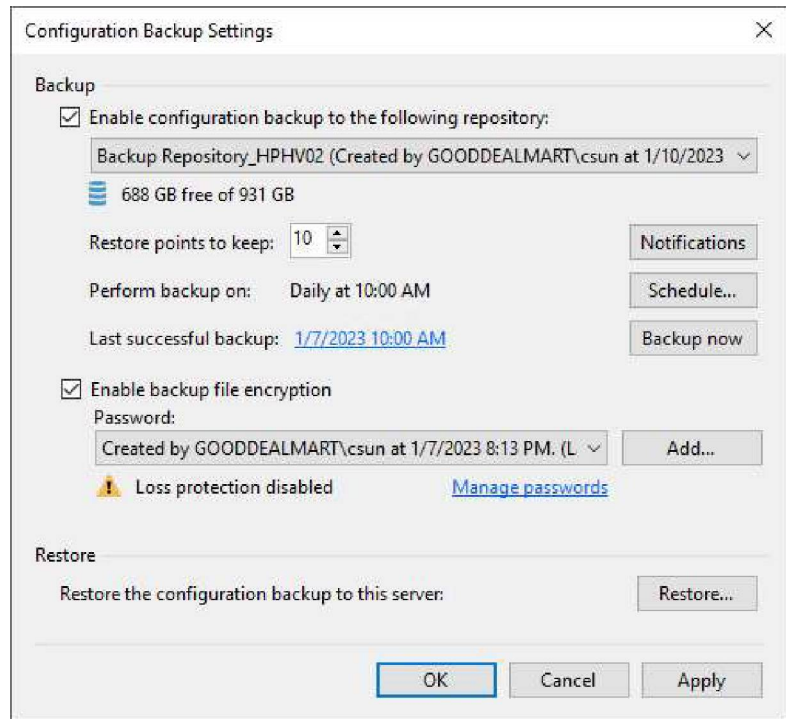 Configuration Backup Settings
Backup
Enable configuration backup to the following repository:
Backup Repository_HPHV02 (Created by GOODDEALMART\csun at 1/10/2023
688 GB free of 931 GB
Restore points to keep: 10 Notifications
Perform backup on: Daily at 10:00 AM Schedule...
Last successful backup: 1/7/2023 10:00 AM Backup now
Enable backup file encryption
Password:
Created by GOODDEALMART\csun at 1/7/2023 8:13 PM. (L Add...
Loss protection disabled Manage passwords
Restore
Restore the configuration backup to this server: Restore...
OK Cancel Apply